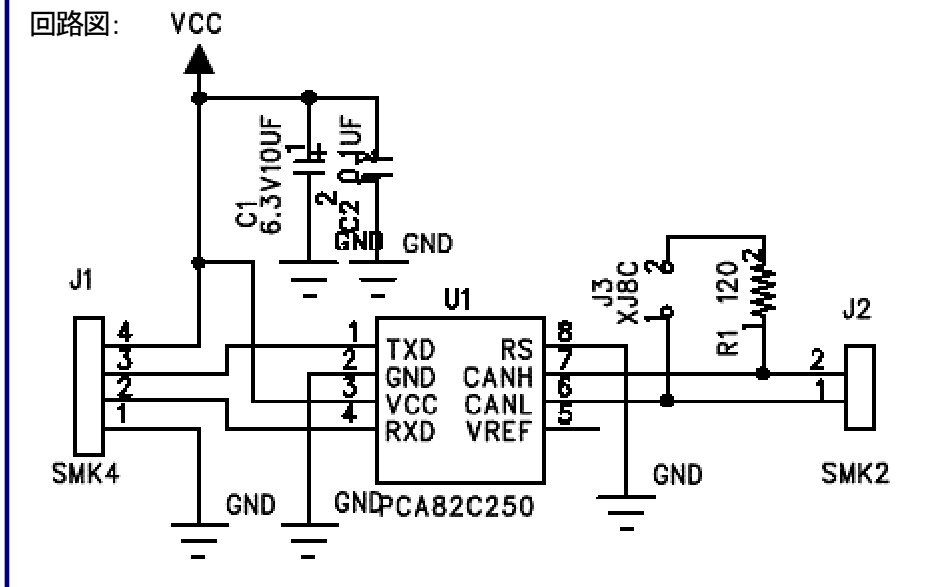 回路図:
VCC
C1
6.3V10UF
1
+
2
0.1UF
C2
GND
GND
J1
4
3
2
1
SMK4
GND
GND
U1
1
2
3
4
TXD
GND
VCC
RXD
RS
CANH
CANL
VREF
8
7
6
5
PCA82C250
GND
J3
XJ8C
2
1
R1
120
2
1
J2
2
1
SMK2